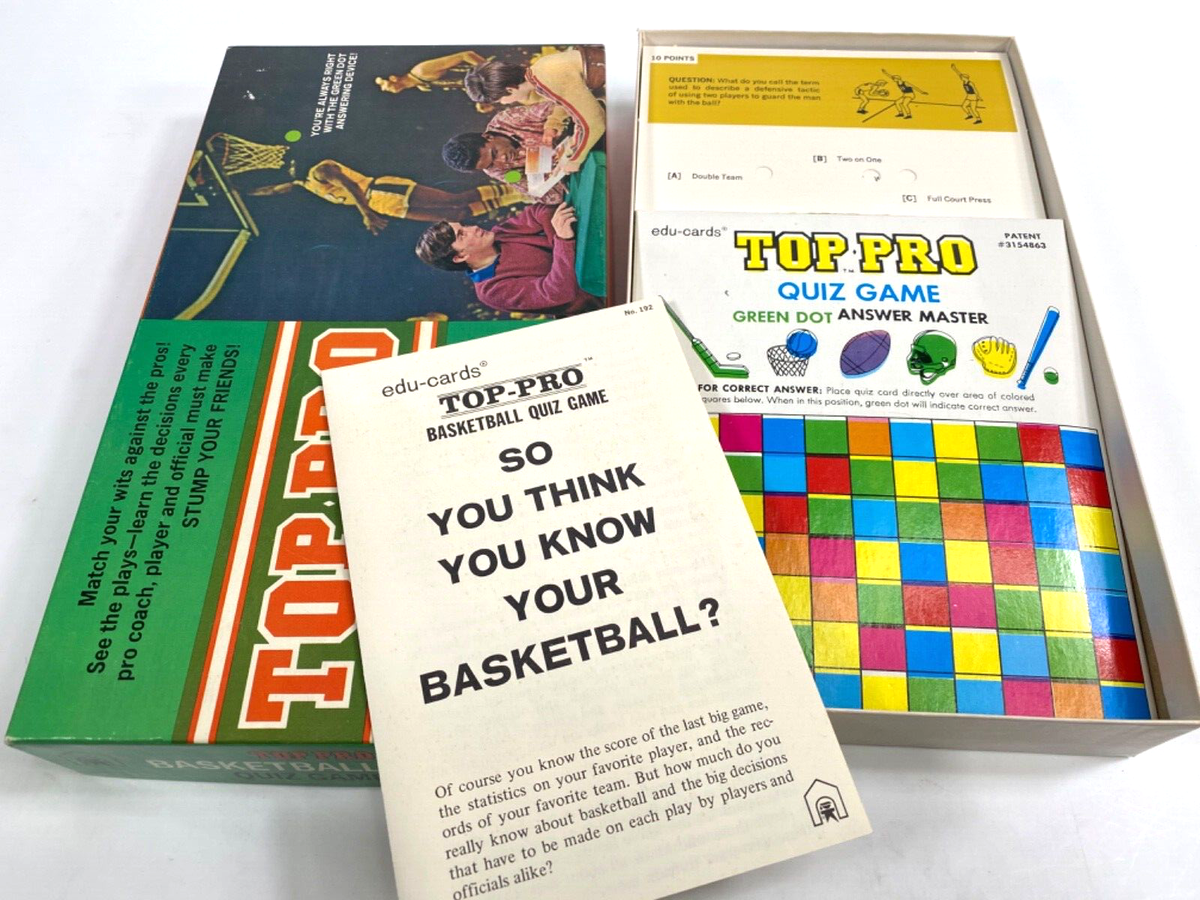 YOU'RE ALWAYS RIGHT
WITH THE GREEN DOT
ANSWERING DEVICE!
Match your wits against the pros!
See the plays—learn the decisions every
pro coach, player and official must make
STUMP YOUR FRIENDS!
TOP-PRO
TOP-PRO
BASKETBALL
QUIZ GAME
No. 192
edu-cards®
TOP-PRO™
BASKETBALL QUIZ GAME
SO
YOU THINK
YOU KNOW
YOUR
BASKETBALL?
Of course you know the score of the last big game,
the statistics on your favorite player, and the rec-
ords of your favorite team. But how much do you
really know about basketball and the big decisions
that have to be made on each play by players and
officials alike?
10 POINTS
QUESTION: What do you call the term
used to describe a defensive tactic
of using two players to guard the man
with the ball?
[B] Two on One
[A] Double Team
[C] Full Court Press
edu-cards®
TOP-PRO™
PATENT
#3154863
QUIZ GAME
GREEN DOT ANSWER MASTER
FOR CORRECT ANSWER: Place quiz card directly over area of colored
quares below. When in this position, green dot will indicate correct answer.